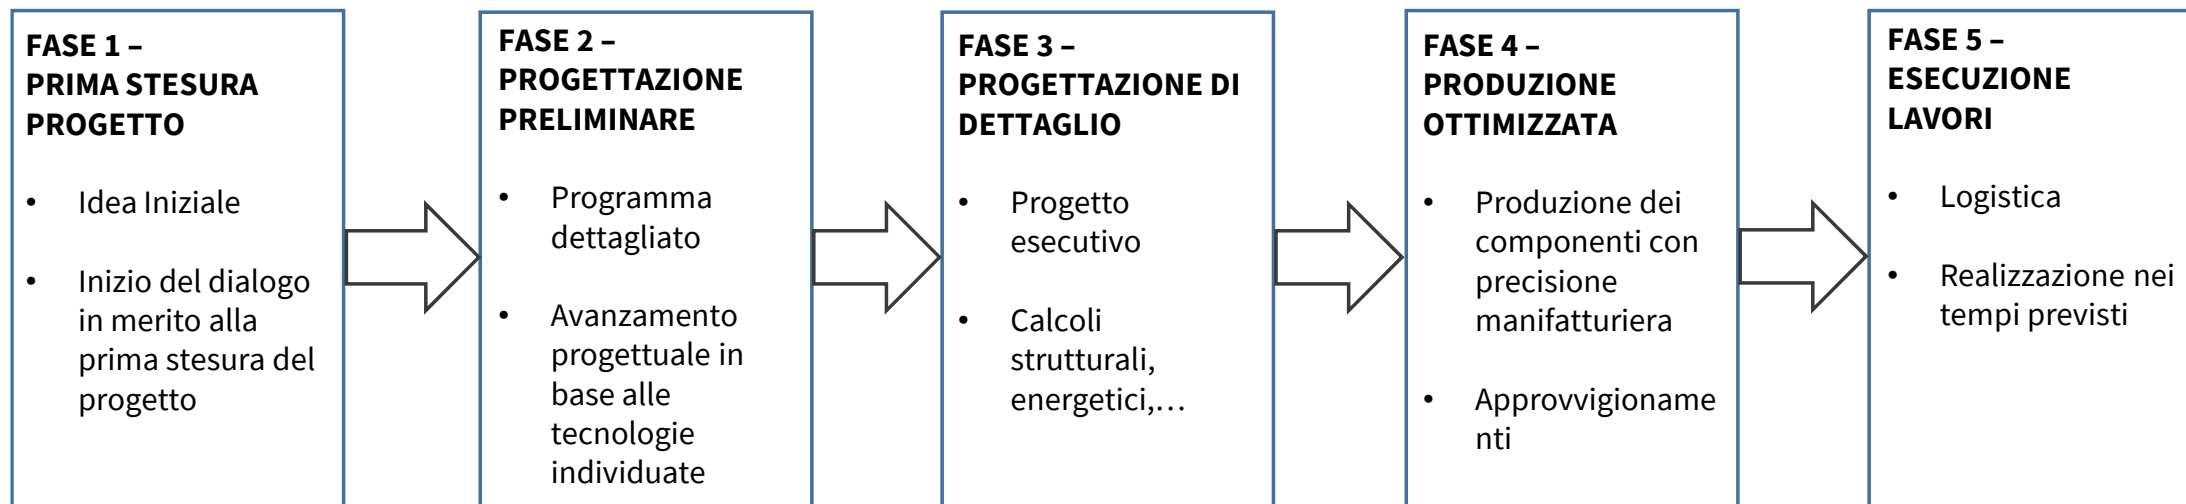 FASE 1 –
PRIMA STESURA
PROGETTO
• Idea Iniziale
• Inizio del dialogo
in merito alla
prima stesura del
progetto
FASE 2 –
PROGETTAZIONE
PRELIMINARE
• Programma
dettagliato
• Avanzamento
progettuale in
base alle
tecnologie
individuate
FASE 3 –
PROGETTAZIONE DI
DETTAGLIO
• Progetto
esecutivo
• Calcoli
strutturali,
energetici,…
FASE 4 –
PRODUZIONE
OTTIMIZZATA
• Produzione dei
componenti con
precisione
manifatturiera
• Approvvigioname
nti
FASE 5 –
ESECUZIONE
LAVORI
• Logistica
• Realizzazione nei
tempi previsti